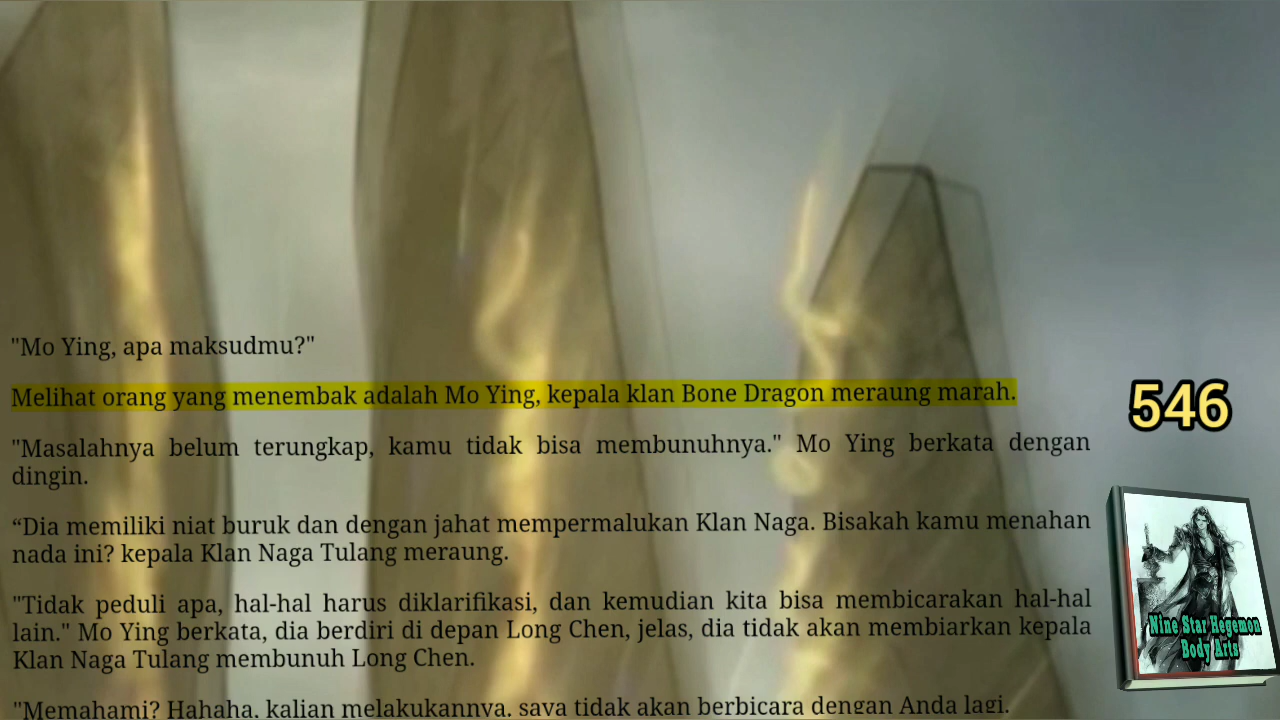 "Mo Ying, apa maksudmu?"
Melihat orang yang menembak adalah Mo Ying, kepala klan Bone Dragon meraung marah.
"Masalahnya belum terungkap, kamu tidak bisa membunuhnya." Mo Ying berkata dengan
dingin.
“Dia memiliki niat buruk dan dengan jahat mempermalukan Klan Naga. Bisakah kamu menahan
nada ini? kepala Klan Naga Tulang meraung.
"Tidak peduli apa, hal-hal harus diklarifikasi, dan kemudian kita bisa membicarakan hal-hal
lain." Mo Ying berkata, dia berdiri di depan Long Chen, jelas, dia tidak akan membiarkan kepala
Klan Naga Tulang membunuh Long Chen.
"Memahami? Hahaha, kalian melakukannya, saya tidak akan berbicara dengan Anda lagi.
546
Nine Star Hegemon
Body Arts